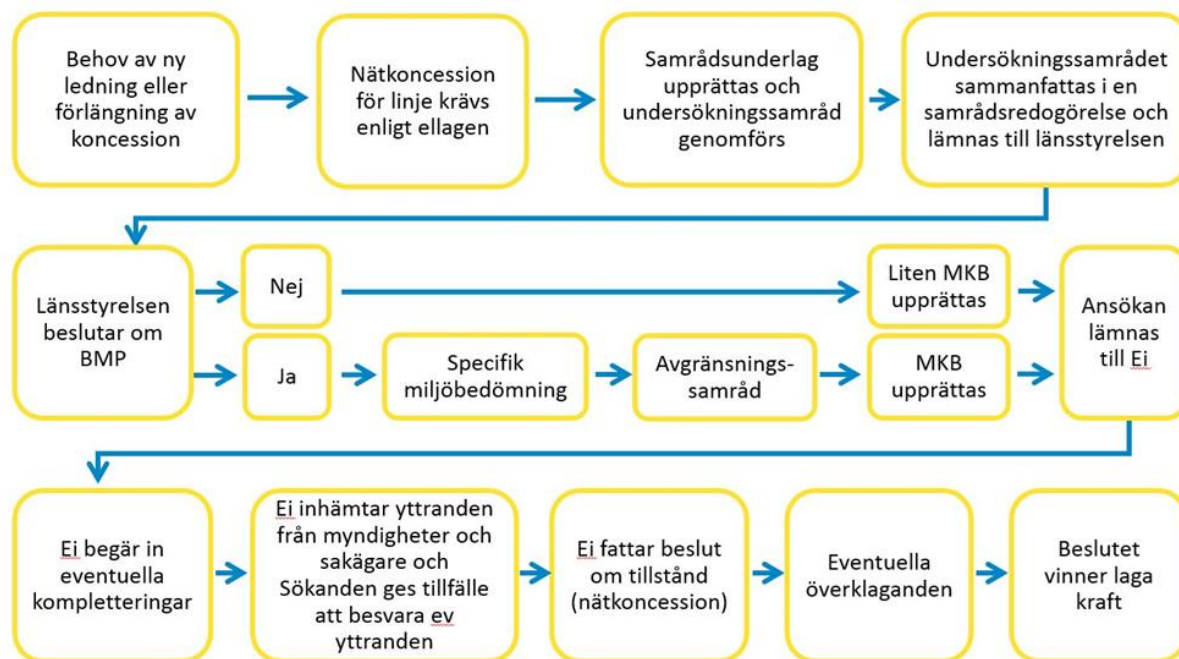 Behov av ny
ledning eller
förlängning av
koncession
Nätkoncession
för linje krävs
enligt ellagen
Samrådsunderlag
upprättas och
undersökningssamråd
genomförs
Undersökningssamrådet
sammanfattas i en
samrådsredogörelse och
lämnas till länsstyrelsen
Länsstyrelsen
beslutar om
BMP
Nej
Liten MKB
upprättas
Ja
Specifik
miljöbedömning
Avgränsnings-
samråd
MKB
upprättas
Ansökan
lämnas
till Ei
Ei begär in
eventuella
kompletteringar
Ei inhämtar yttranden
från myndigheter och
sakägare och
Sökanden ges tillfälle
att besvara ev
yttranden
Ei fattar beslut
om tillstånd
(nätkoncession)
Eventuella
överklaganden
Beslutet
vinner laga
kraft